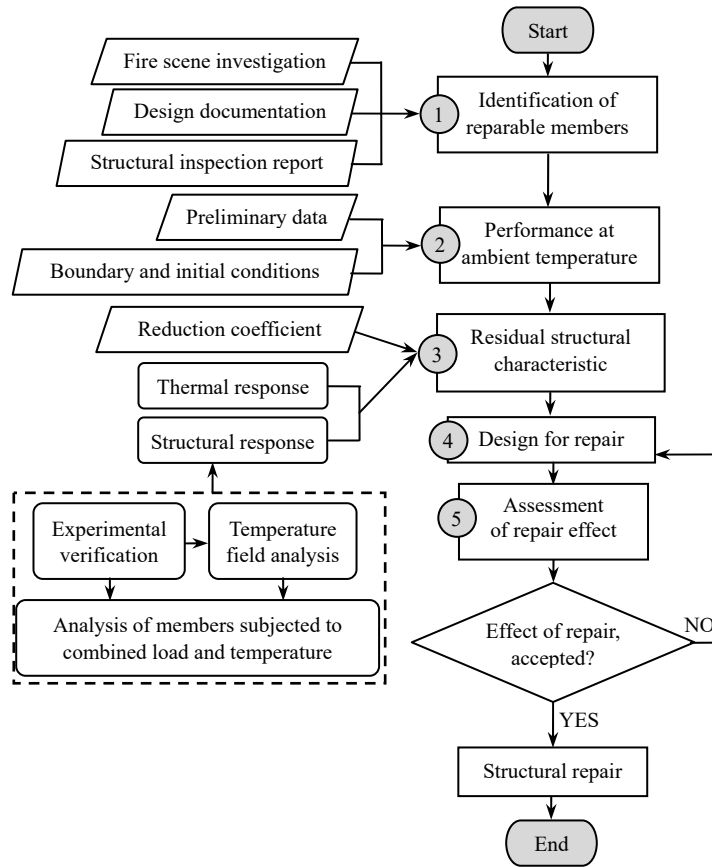 Start
Fire scene investigation
Design documentation
Structural inspection report
1
Identification of
reparable members
Preliminary data
Boundary and initial conditions
2
Performance at
ambient temperature
Reduction coefficient
3
Residual structural
characteristic
Thermal response
Structural response
4
Design for repair
5
Assessment
of repair effect
Experimental
verification
Temperature
field analysis
Analysis of members subjected to
combined load and temperature
Effect of repair,
accepted?
NO
YES
Structural repair
End